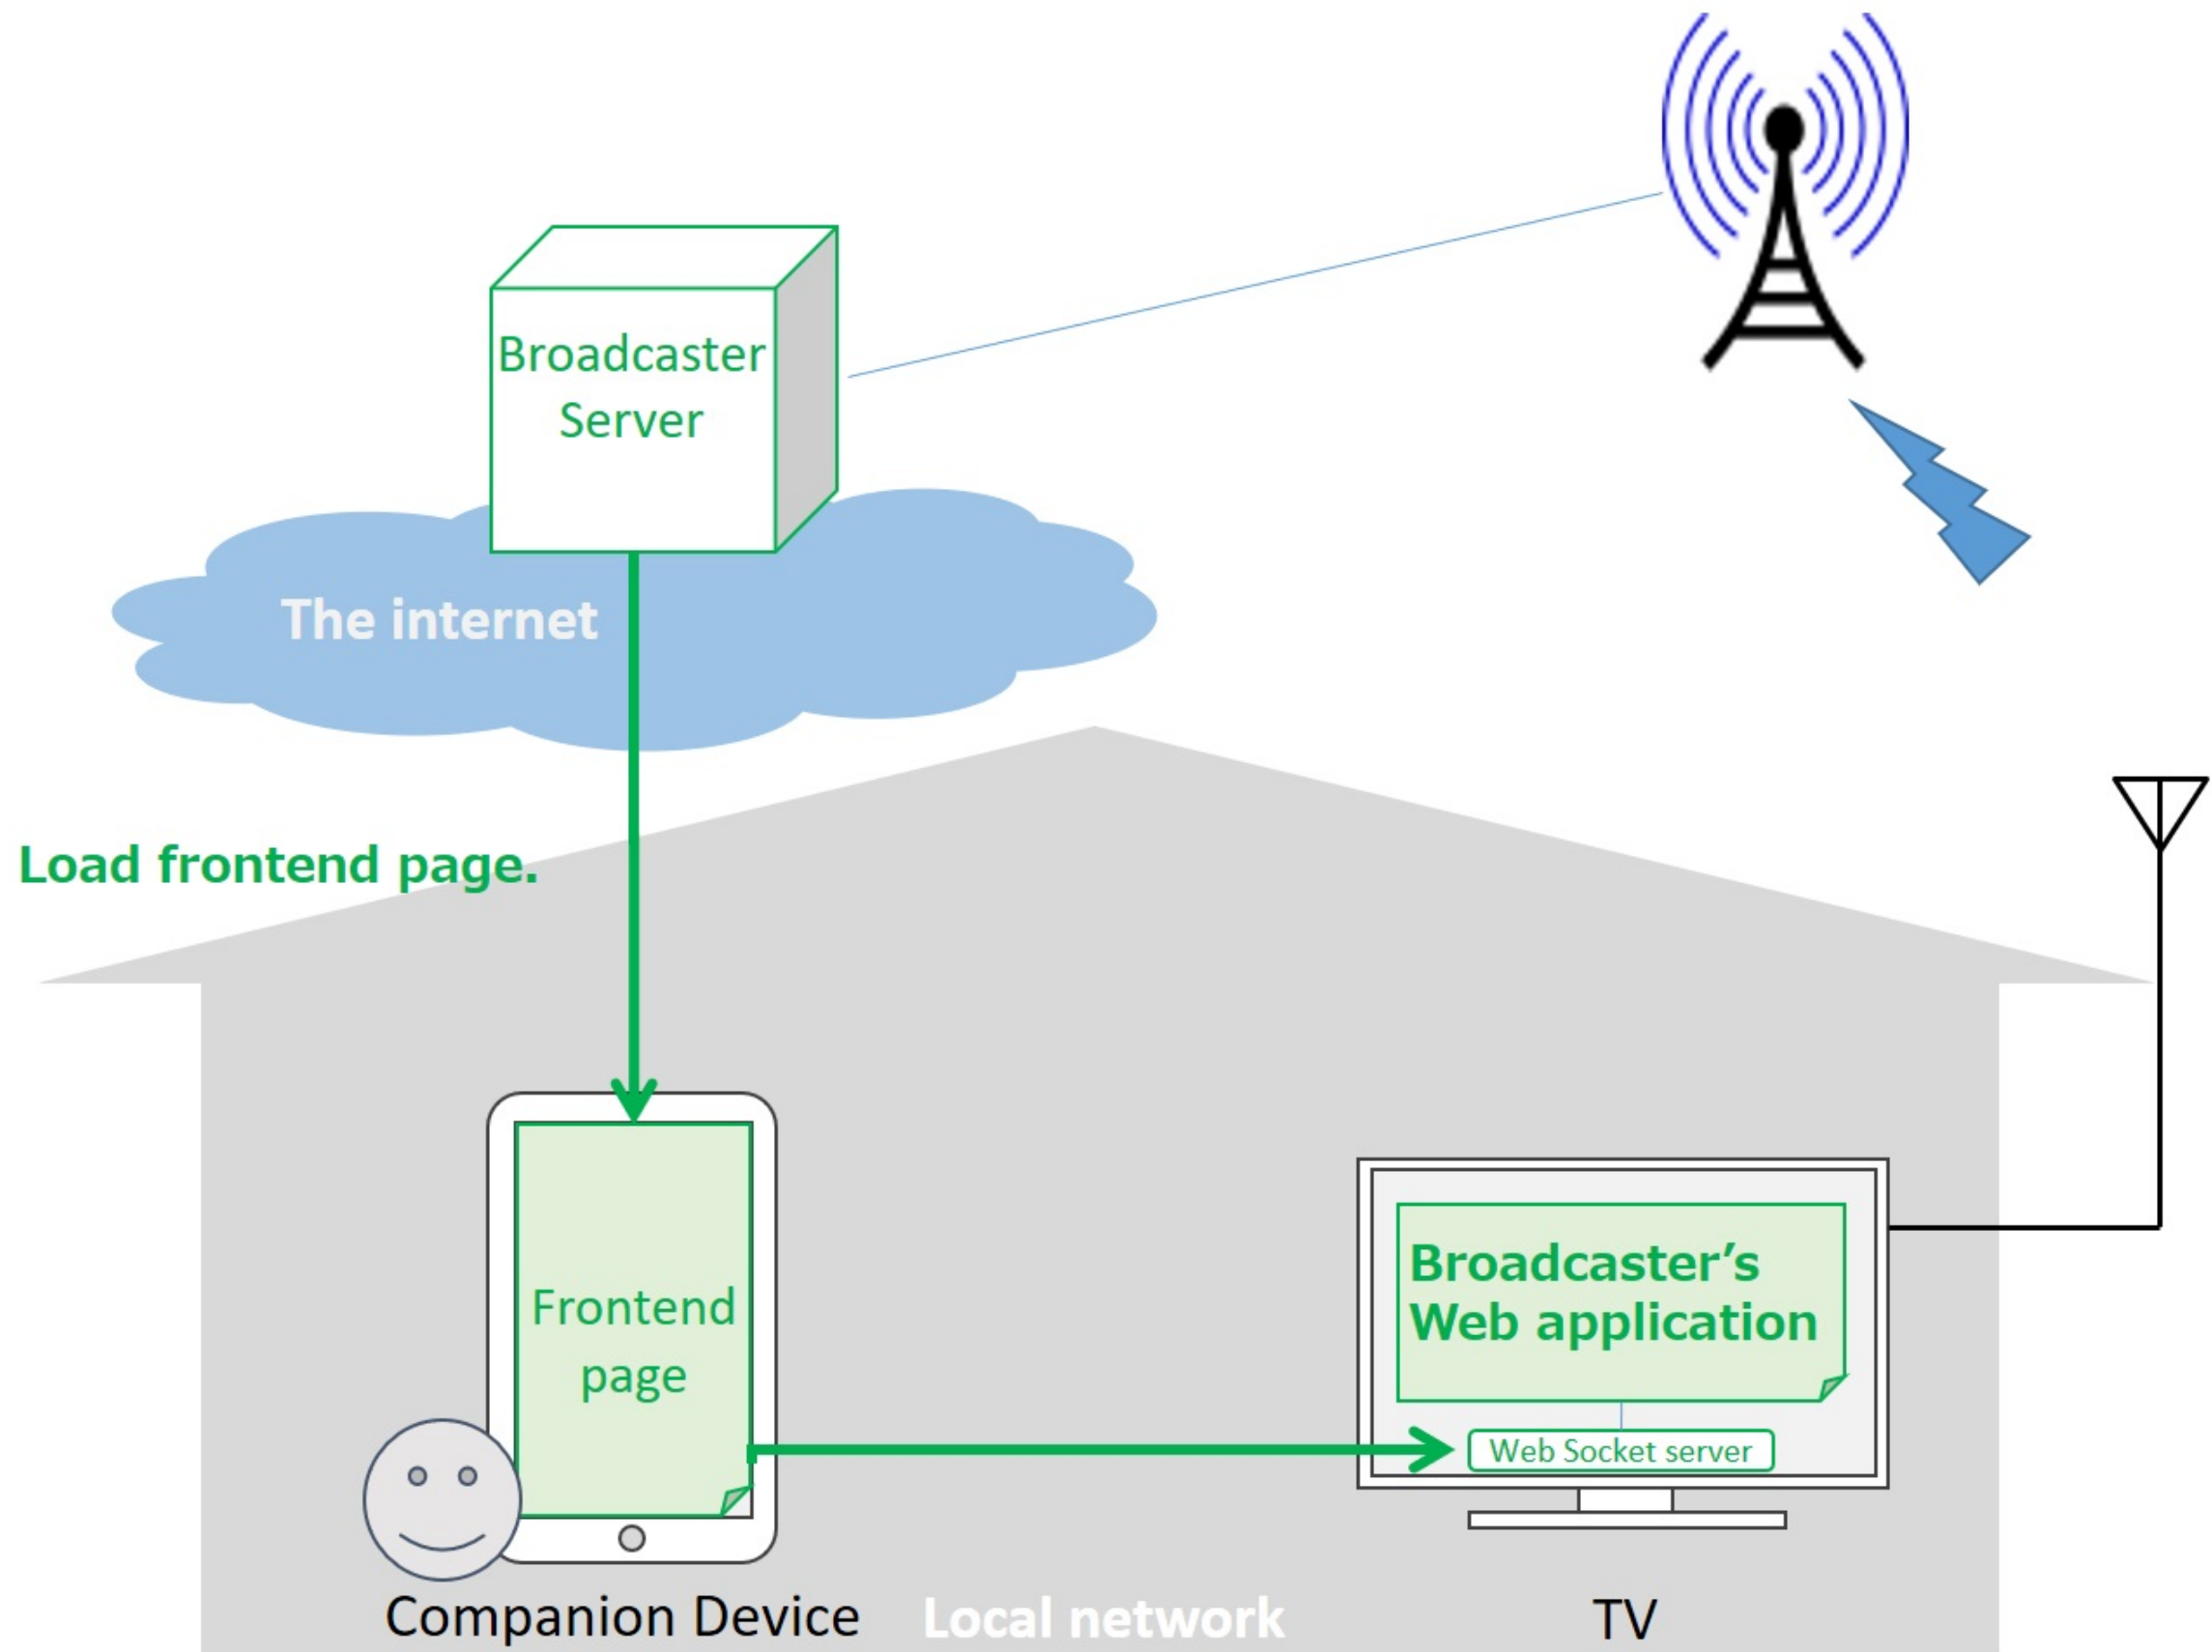 Broadcaster
Server
The internet
Load frontend page.
Frontend
page
Broadcaster’s
Web application
Web Socket server
Companion Device
Local network
TV